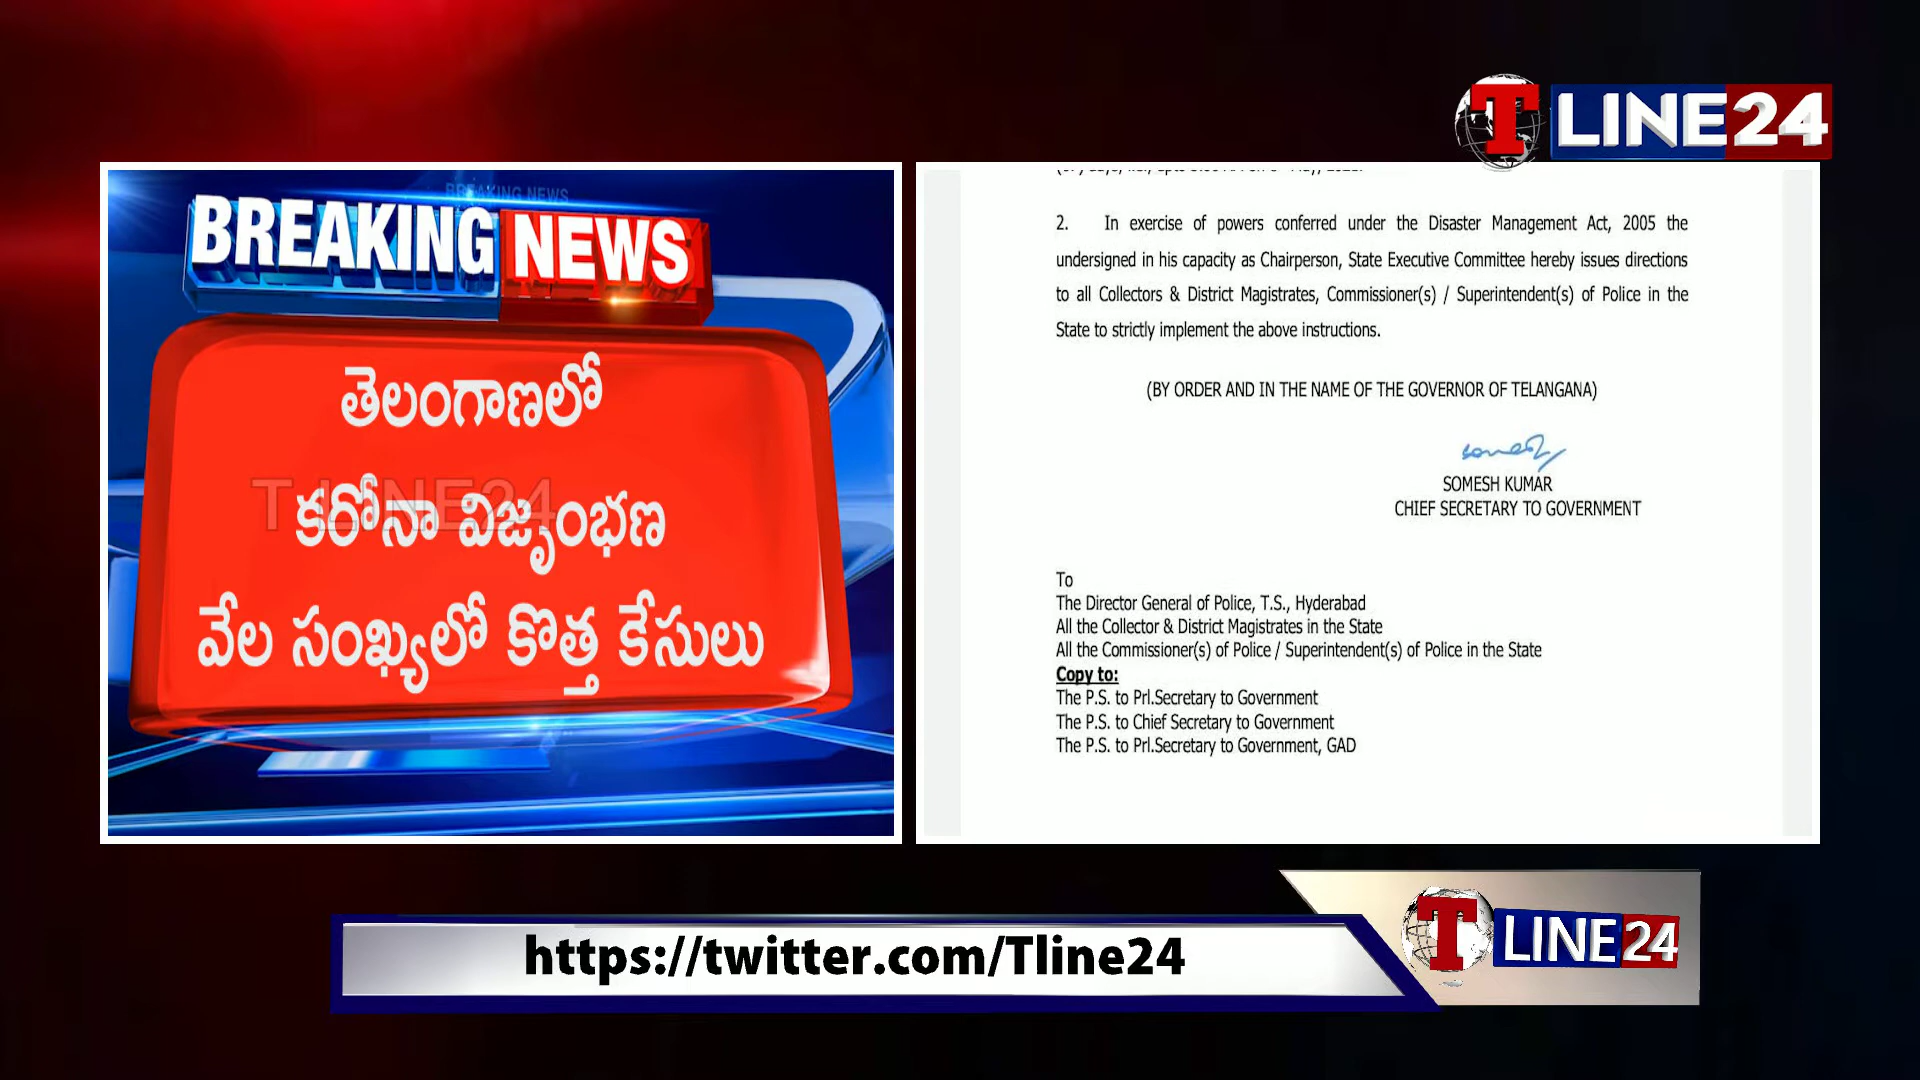 T LINE24
BREAKING NEWS
BREAKING NEWS
తెలంగాణలో
కరోనా విజృంభణ
వేల సంఖ్యలో కొత్త కేసులు
T LINE24
2. In exercise of powers conferred under the Disaster Management Act, 2005 the
undersigned in his capacity as Chairperson, State Executive Committee hereby issues directions
to all Collectors & District Magistrates, Commissioner(s) / Superintendent(s) of Police in the
State to strictly implement the above instructions.
(BY ORDER AND IN THE NAME OF THE GOVERNOR OF TELANGANA)
SOMESH KUMAR
CHIEF SECRETARY TO GOVERNMENT
To
The Director General of Police, T.S., Hyderabad
All the Collector & District Magistrates in the State
All the Commissioner(s) of Police / Superintendent(s) of Police in the State
Copy to:
The P.S. to Prl.Secretary to Government
The P.S. to Chief Secretary to Government
The P.S. to Prl.Secretary to Government, GAD
https://twitter.com/Tline24
T LINE 24